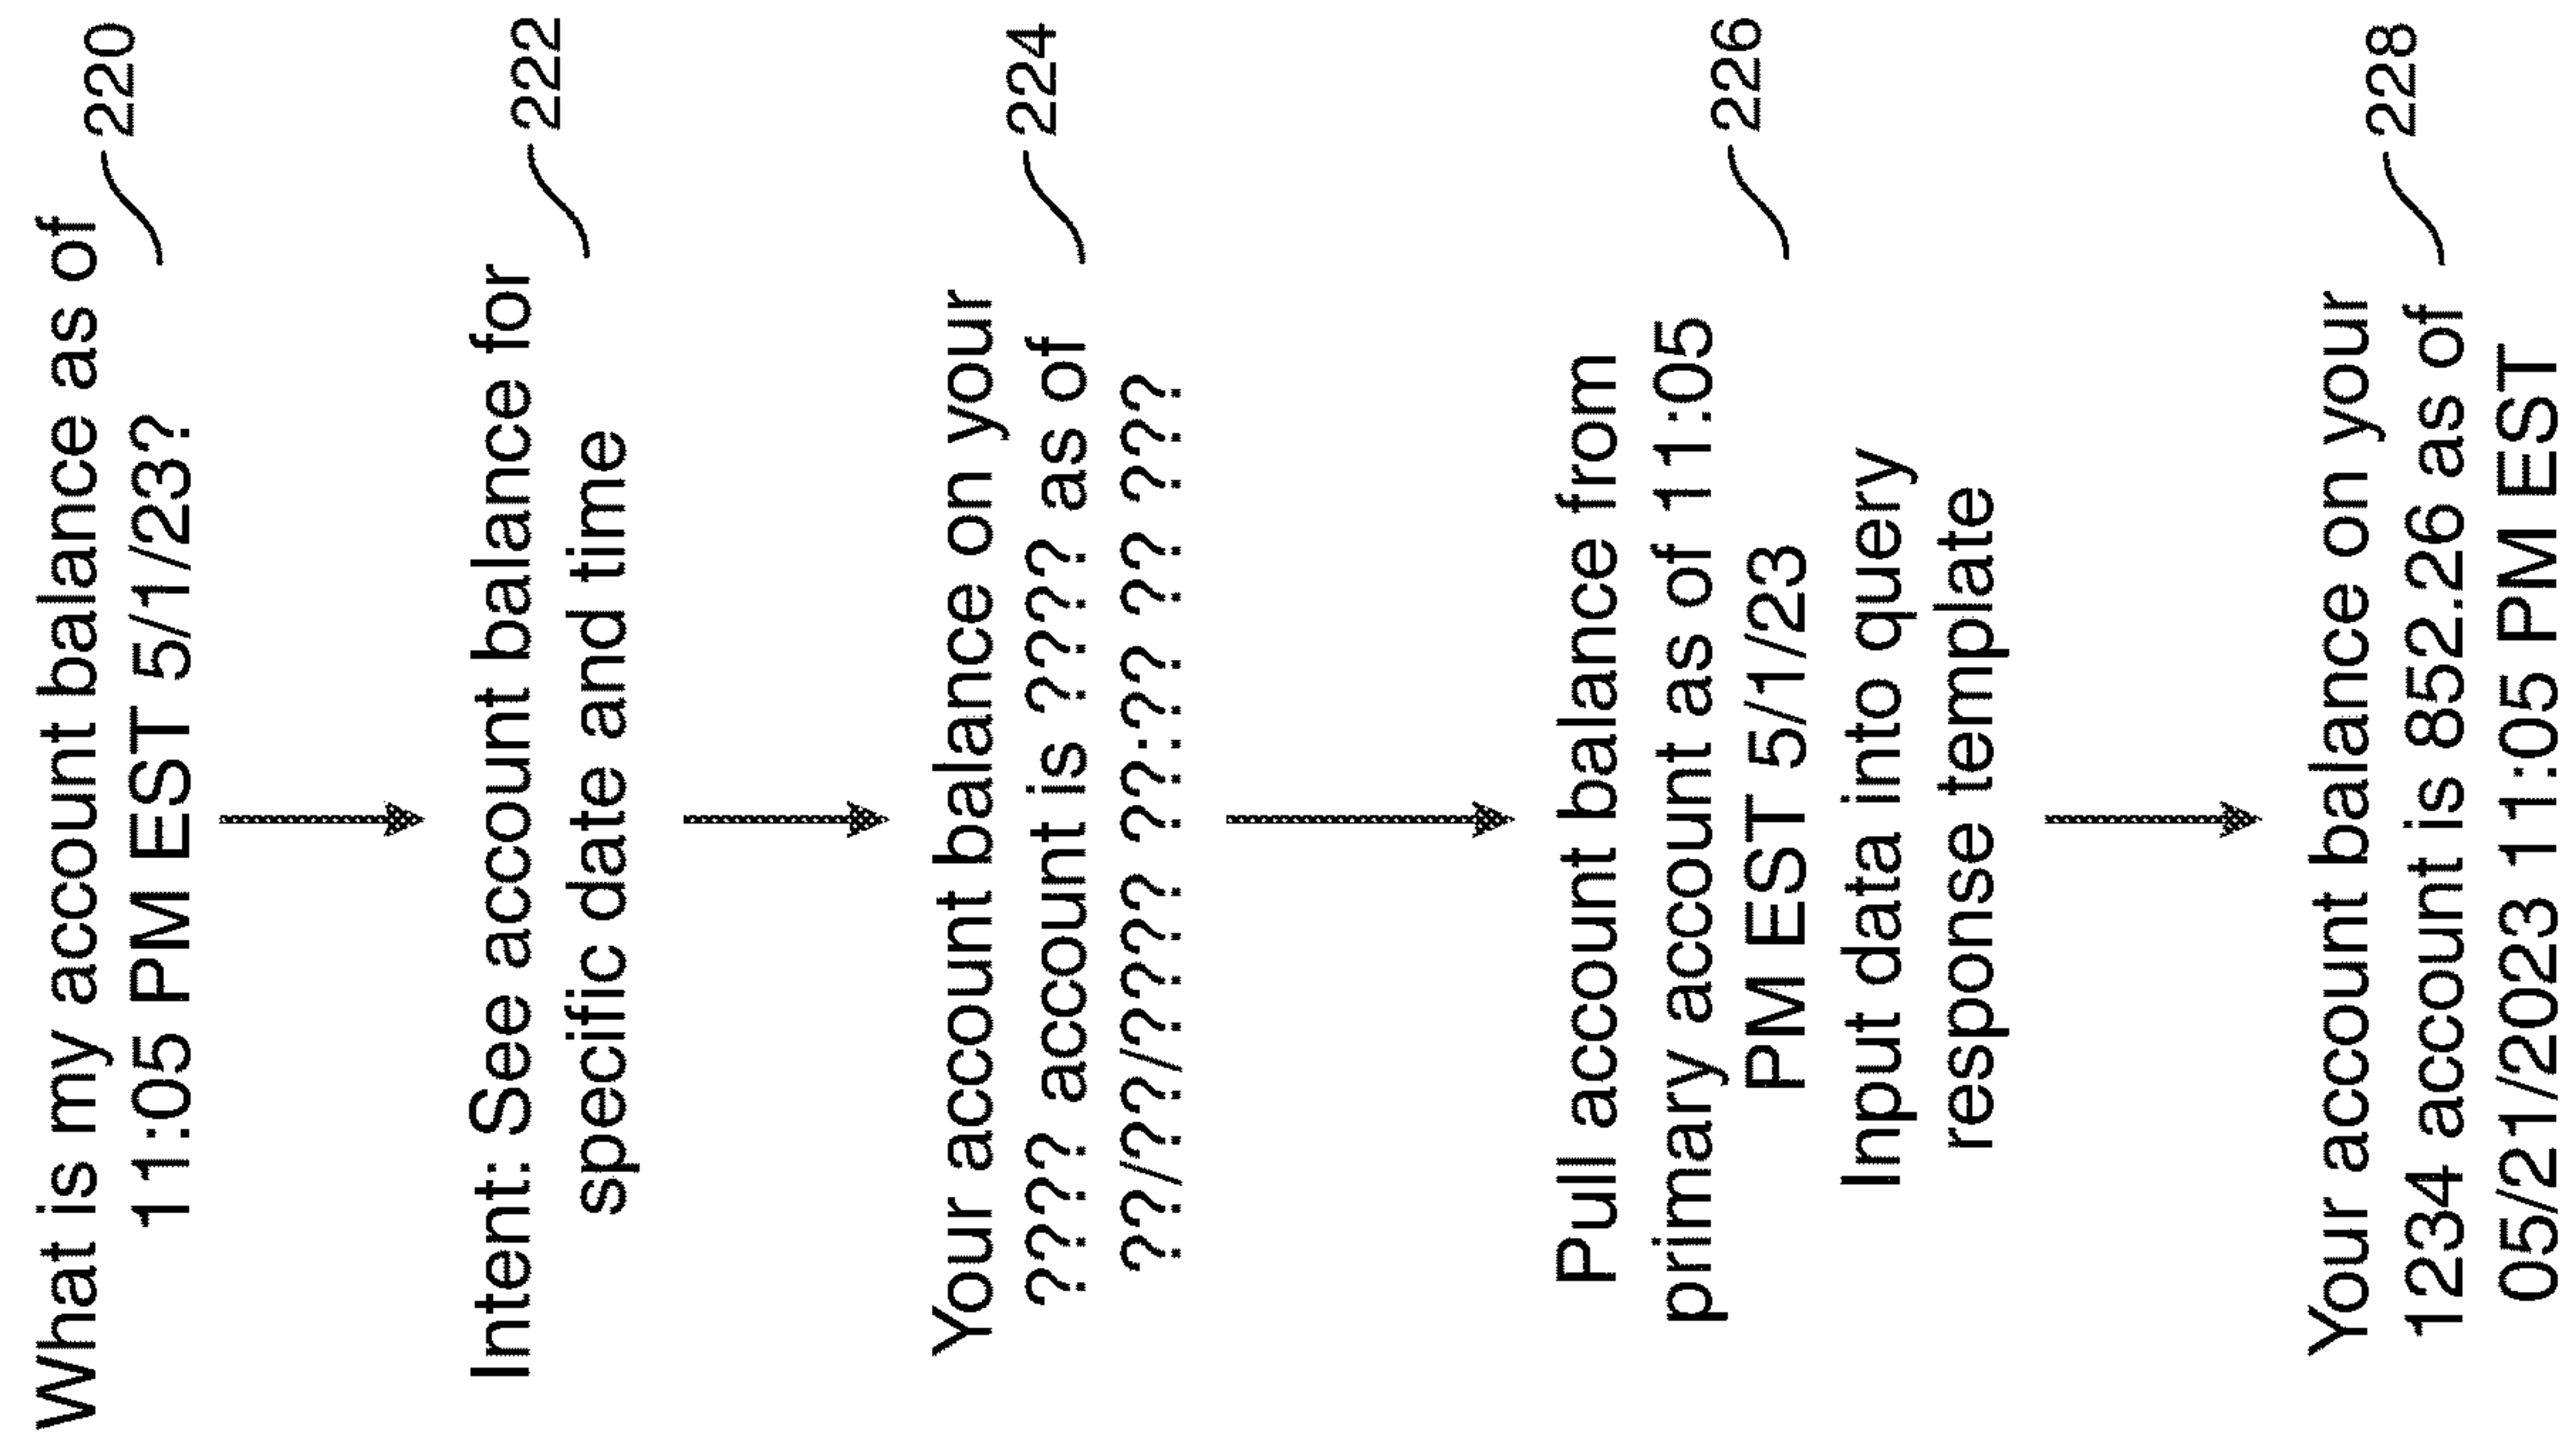 What is my account balance as of
11:05 PM EST 5/1/23?
220
Intent: See account balance for
specific date and time
222
Your account balance on your
???? account is ????? as of
??/??/???? ??:?? ?? ???
224
Pull account balance from
primary account as of 11:05
PM EST 5/1/23
Input data into query
response template
226
Your account balance on your
1234 account is 852.26 as of
05/21/2023 11:05 PM EST
228